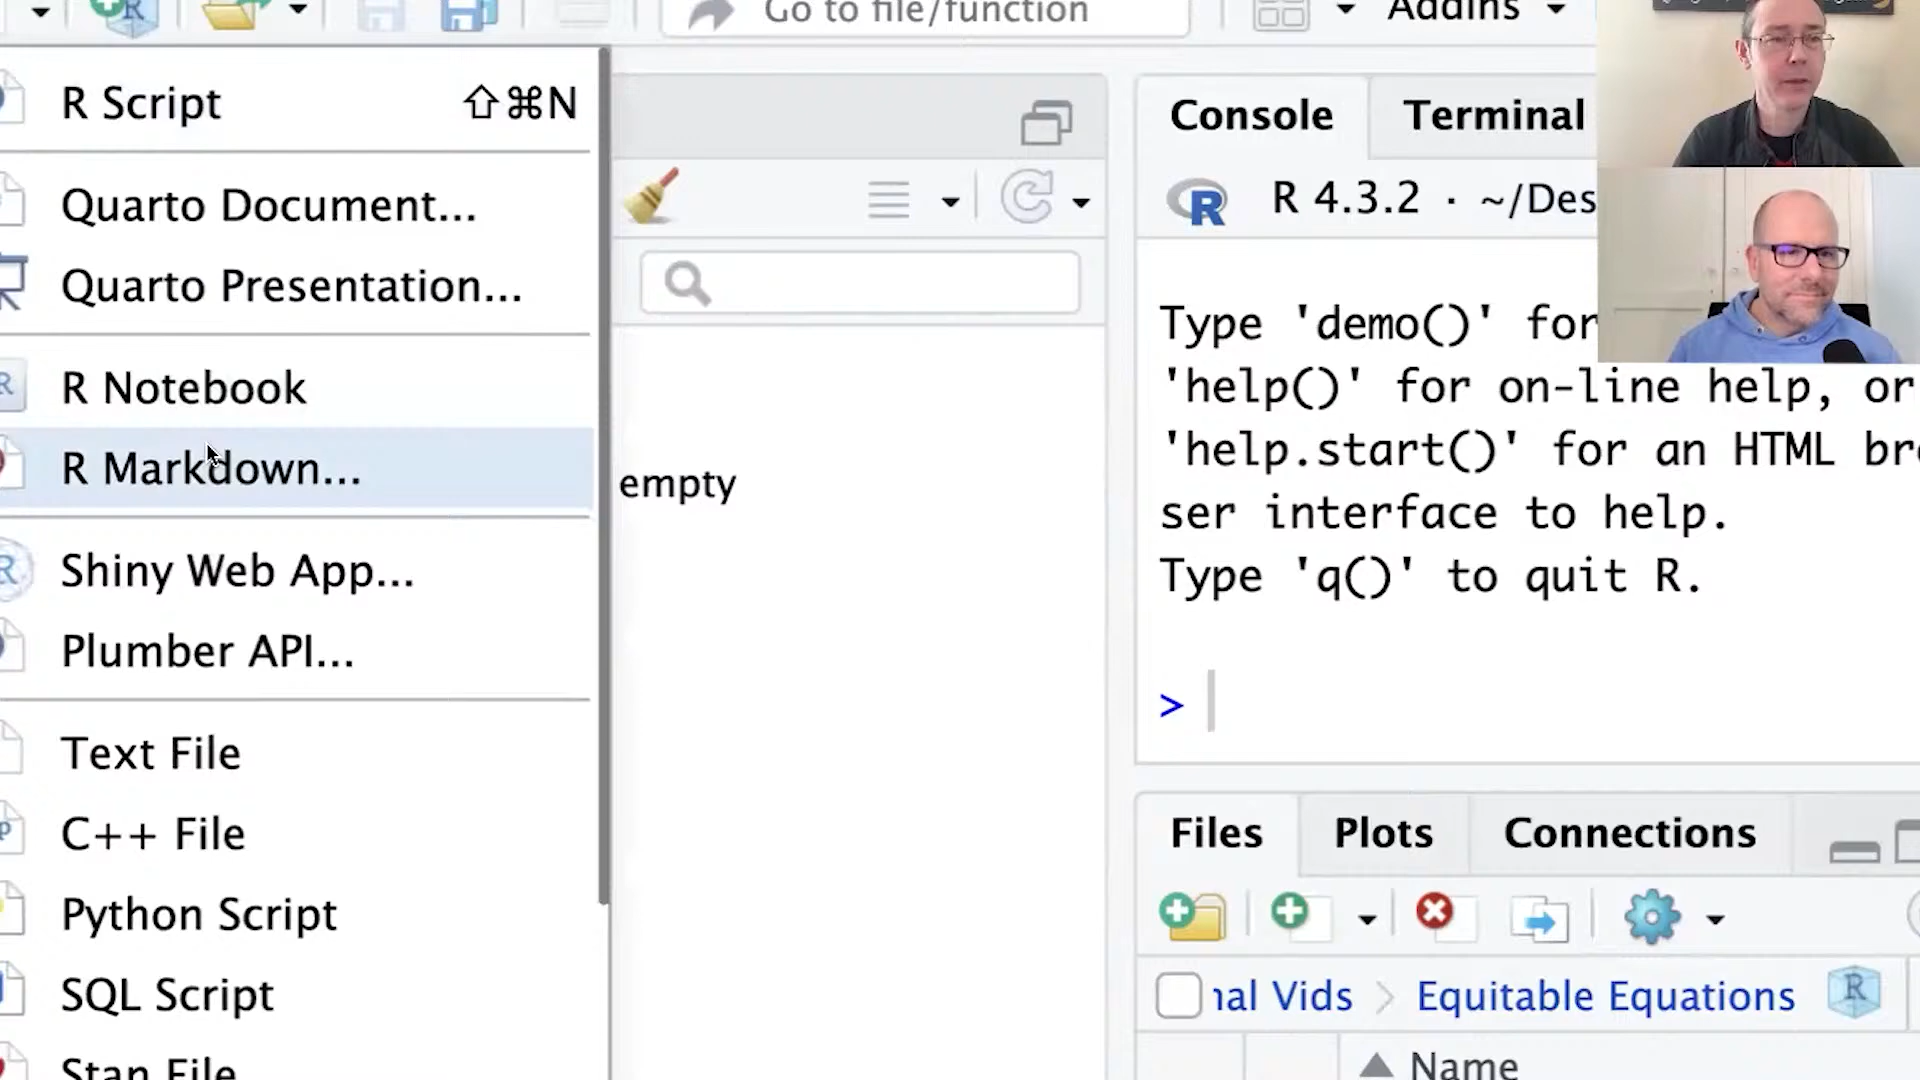 Go to file/function
Addins
R Script ⇧⌘N
Quarto Document...
Quarto Presentation...
R Notebook
R Markdown...
Shiny Web App...
Plumber API...
Text File
C++ File
Python Script
SQL Script
Stan File
empty
Console Terminal
R 4.3.2 · ~/Des
Type 'demo()' for
'help()' for on-line help, or
'help.start()' for an HTML bro
ser interface to help.
Type 'q()' to quit R.
>
Files Plots Connections
nal Vids > Equitable Equations
Name